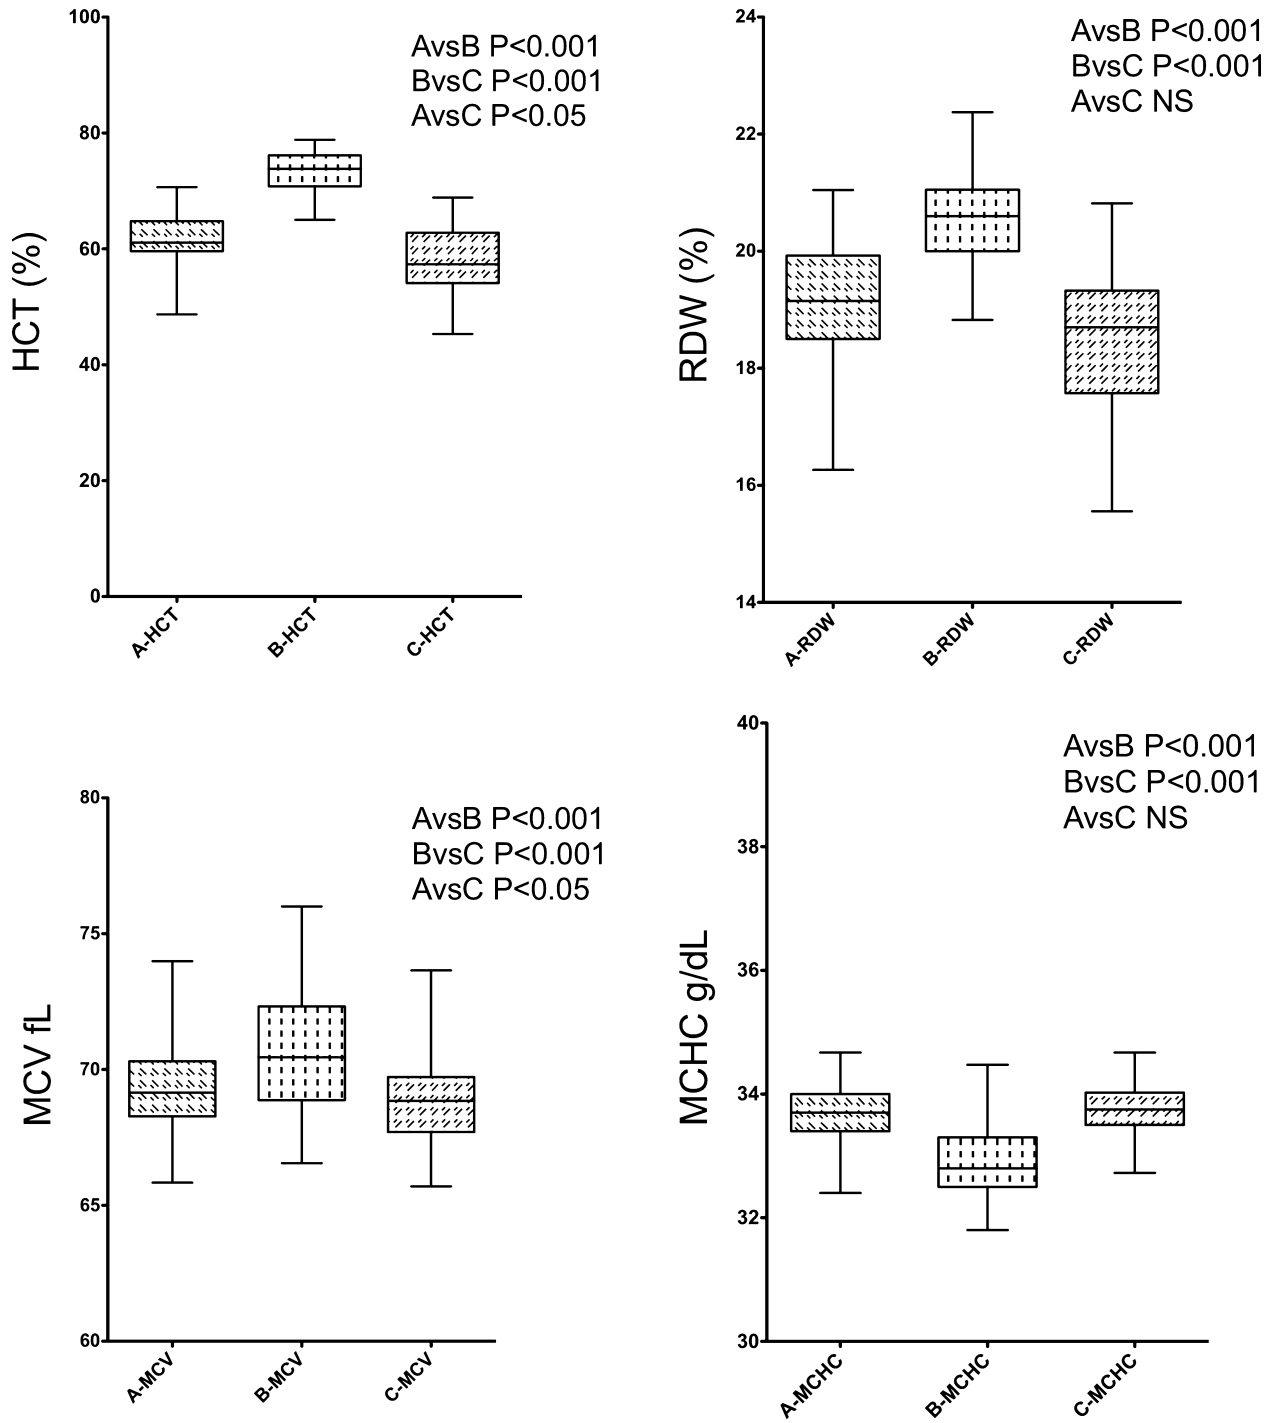 100
80
60
40
20
0
HCT (%)
AvsB P<0.001
BvsC P<0.001
AvsC P<0.05
A-HCT
B-HCT
C-HCT
24
22
20
18
16
14
RDW (%)
AvsB P<0.001
BvsC P<0.001
AvsC NS
A-RDW
B-RDW
C-RDW
80
75
70
65
60
MCV fL
AvsB P<0.001
BvsC P<0.001
AvsC P<0.05
A-MCV
B-MCV
C-MCV
40
38
36
34
32
30
MCHC g/dL
AvsB P<0.001
BvsC P<0.001
AvsC NS
A-MCHC
B-MCHC
C-MCHC